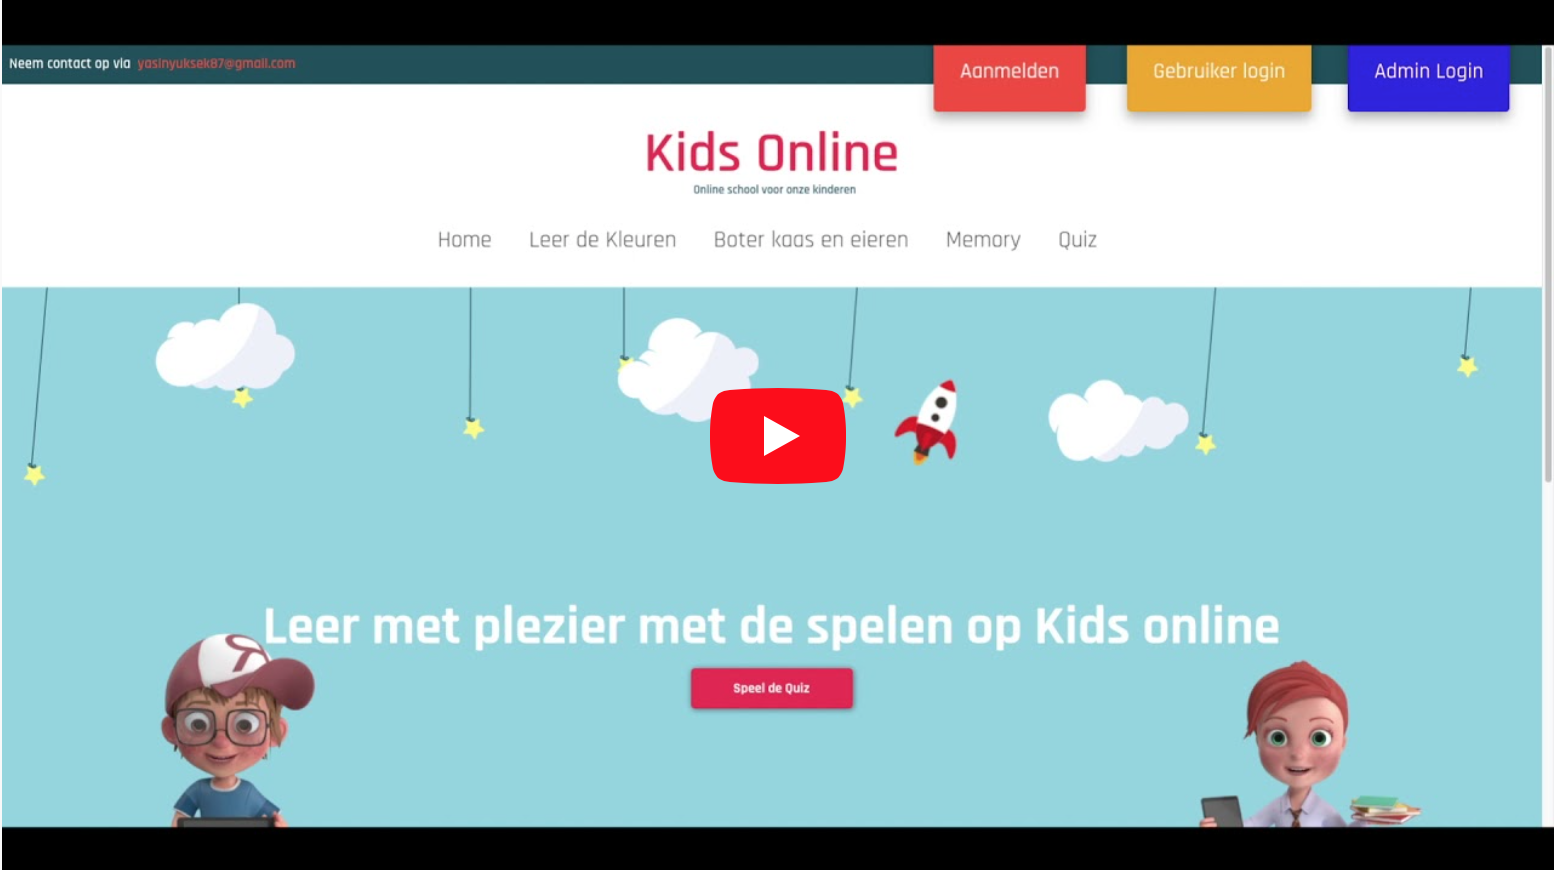 Neem contact op via yasinyuksek87@gmail.com
Aanmelden
Gebruiker login
Admin Login
Kids Online
Online school voor onze kinderen
Home
Leer de Kleuren
Boter kaas en eieren
Memory
Quiz
Leer met plezier met de spelen op Kids online
Speel de Quiz